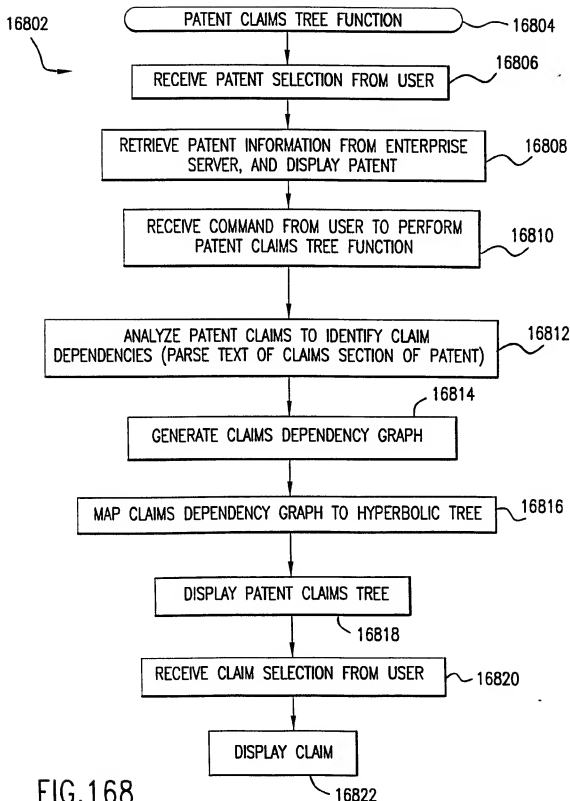 16802
PATENT CLAIMS TREE FUNCTION
16804
RECEIVE PATENT SELECTION FROM USER
16806
RETRIEVE PATENT INFORMATION FROM ENTERPRISE
SERVER, AND DISPLAY PATENT
16808
RECEIVE COMMAND FROM USER TO PERFORM
PATENT CLAIMS TREE FUNCTION
16810
ANALYZE PATENT CLAIMS TO IDENTIFY CLAIM
DEPENDENCIES (PARSE TEXT OF CLAIMS SECTION OF PATENT)
16812
16814
GENERATE CLAIMS DEPENDENCY GRAPH
MAP CLAIMS DEPENDENCY GRAPH TO HYPERBOLIC TREE
16816
DISPLAY PATENT CLAIMS TREE
16818
RECEIVE CLAIM SELECTION FROM USER
16820
DISPLAY CLAIM
16822
FIG.168